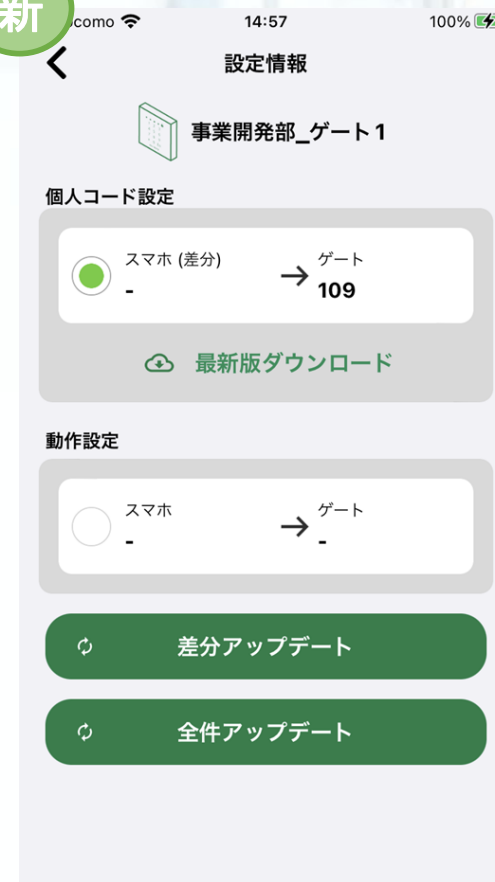 新
como
14:57
100%
設定情報
事業開発部_ゲート1
個人コード設定
スマホ (差分)
-
→
ゲート
109
最新版ダウンロード
動作設定
スマホ
-
→
ゲート
-
差分アップデート
全件アップデート